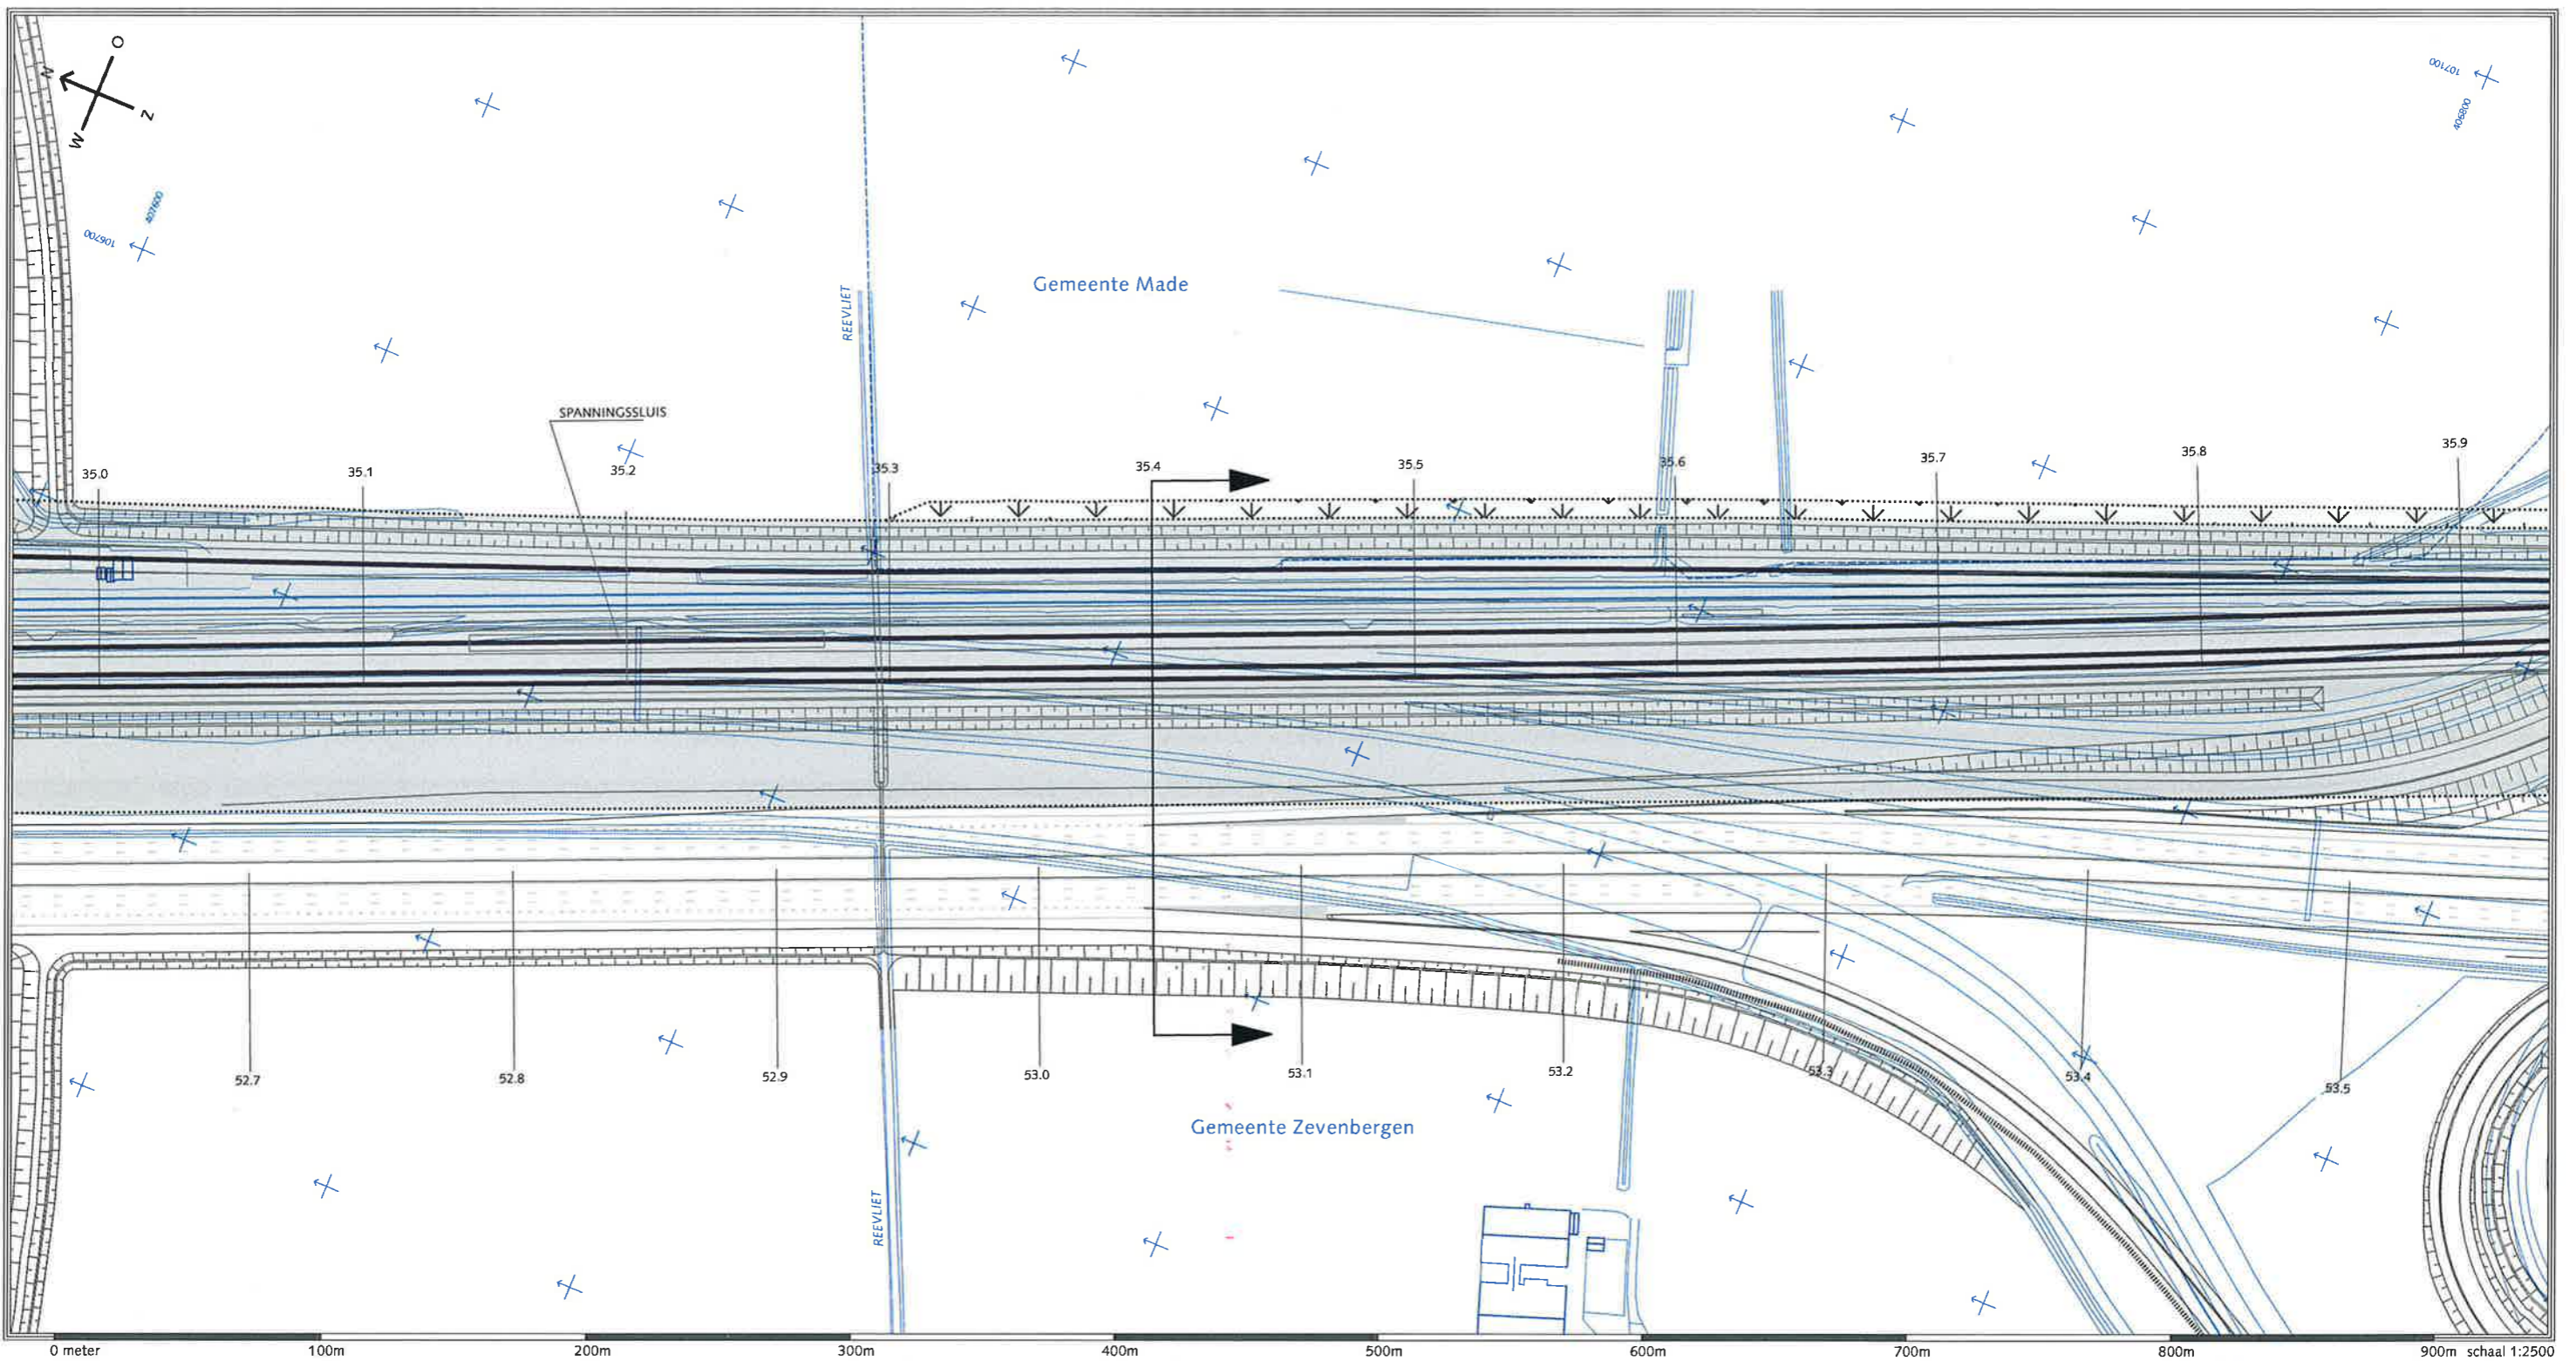 O
N
Z
W
107100
406800
407600
106700
Gemeente Made
REEVLIET
SPANNINGSSLUIS
35.0
35.1
35.2
35.3
35.4
35.5
35.6
35.7
35.8
35.9
52.7
52.8
52.9
53.0
53.1
53.2
53.3
53.4
53.5
Gemeente Zevenbergen
REEVLIET
0 meter 100m 200m 300m 400m 500m 600m 700m 800m 900m schaal 1:2500